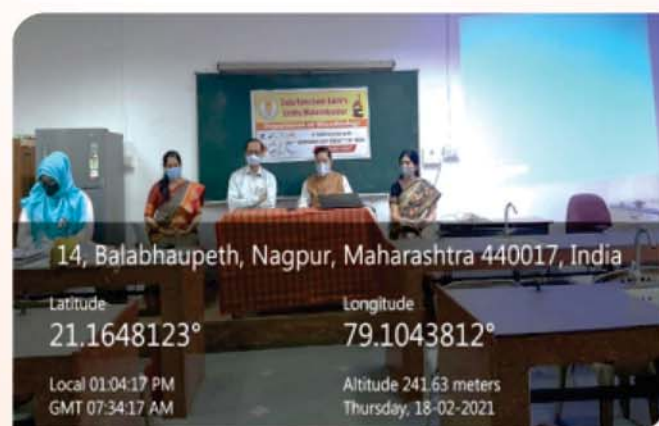 14, Balabhaupeth, Nagpur, Maharashtra 440017, India
Latitude
21.1648123°
Longitude
79.1043812°
Local 01:04:17 PM
GMT 07:34:17 AM
Altitude 241.63 meters
Thursday, 18-02-2021